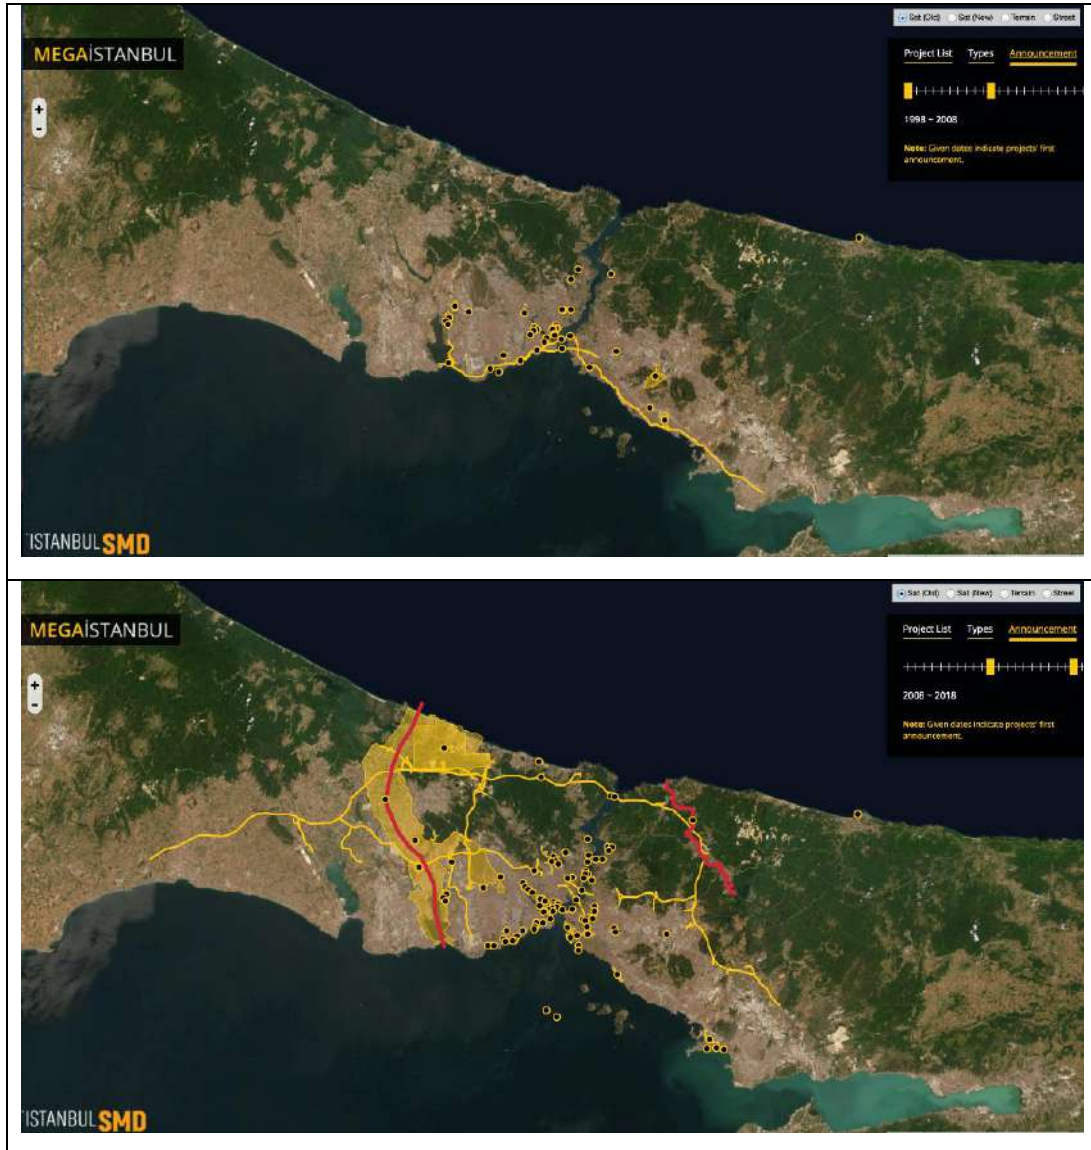 Sat (Old) Sat (New) Terrain Street
MEGAİSTANBUL
Project List Types Announcement
+
-
1998 – 2008
Note: Given dates indicate projects' first
announcement.
İSTANBUL SMD
Sat (Old) Sat (New) Terrain Street
MEGAİSTANBUL
Project List Types Announcement
+
-
2008 – 2018
Note: Given dates indicate projects' first
announcement.
İSTANBUL SMD